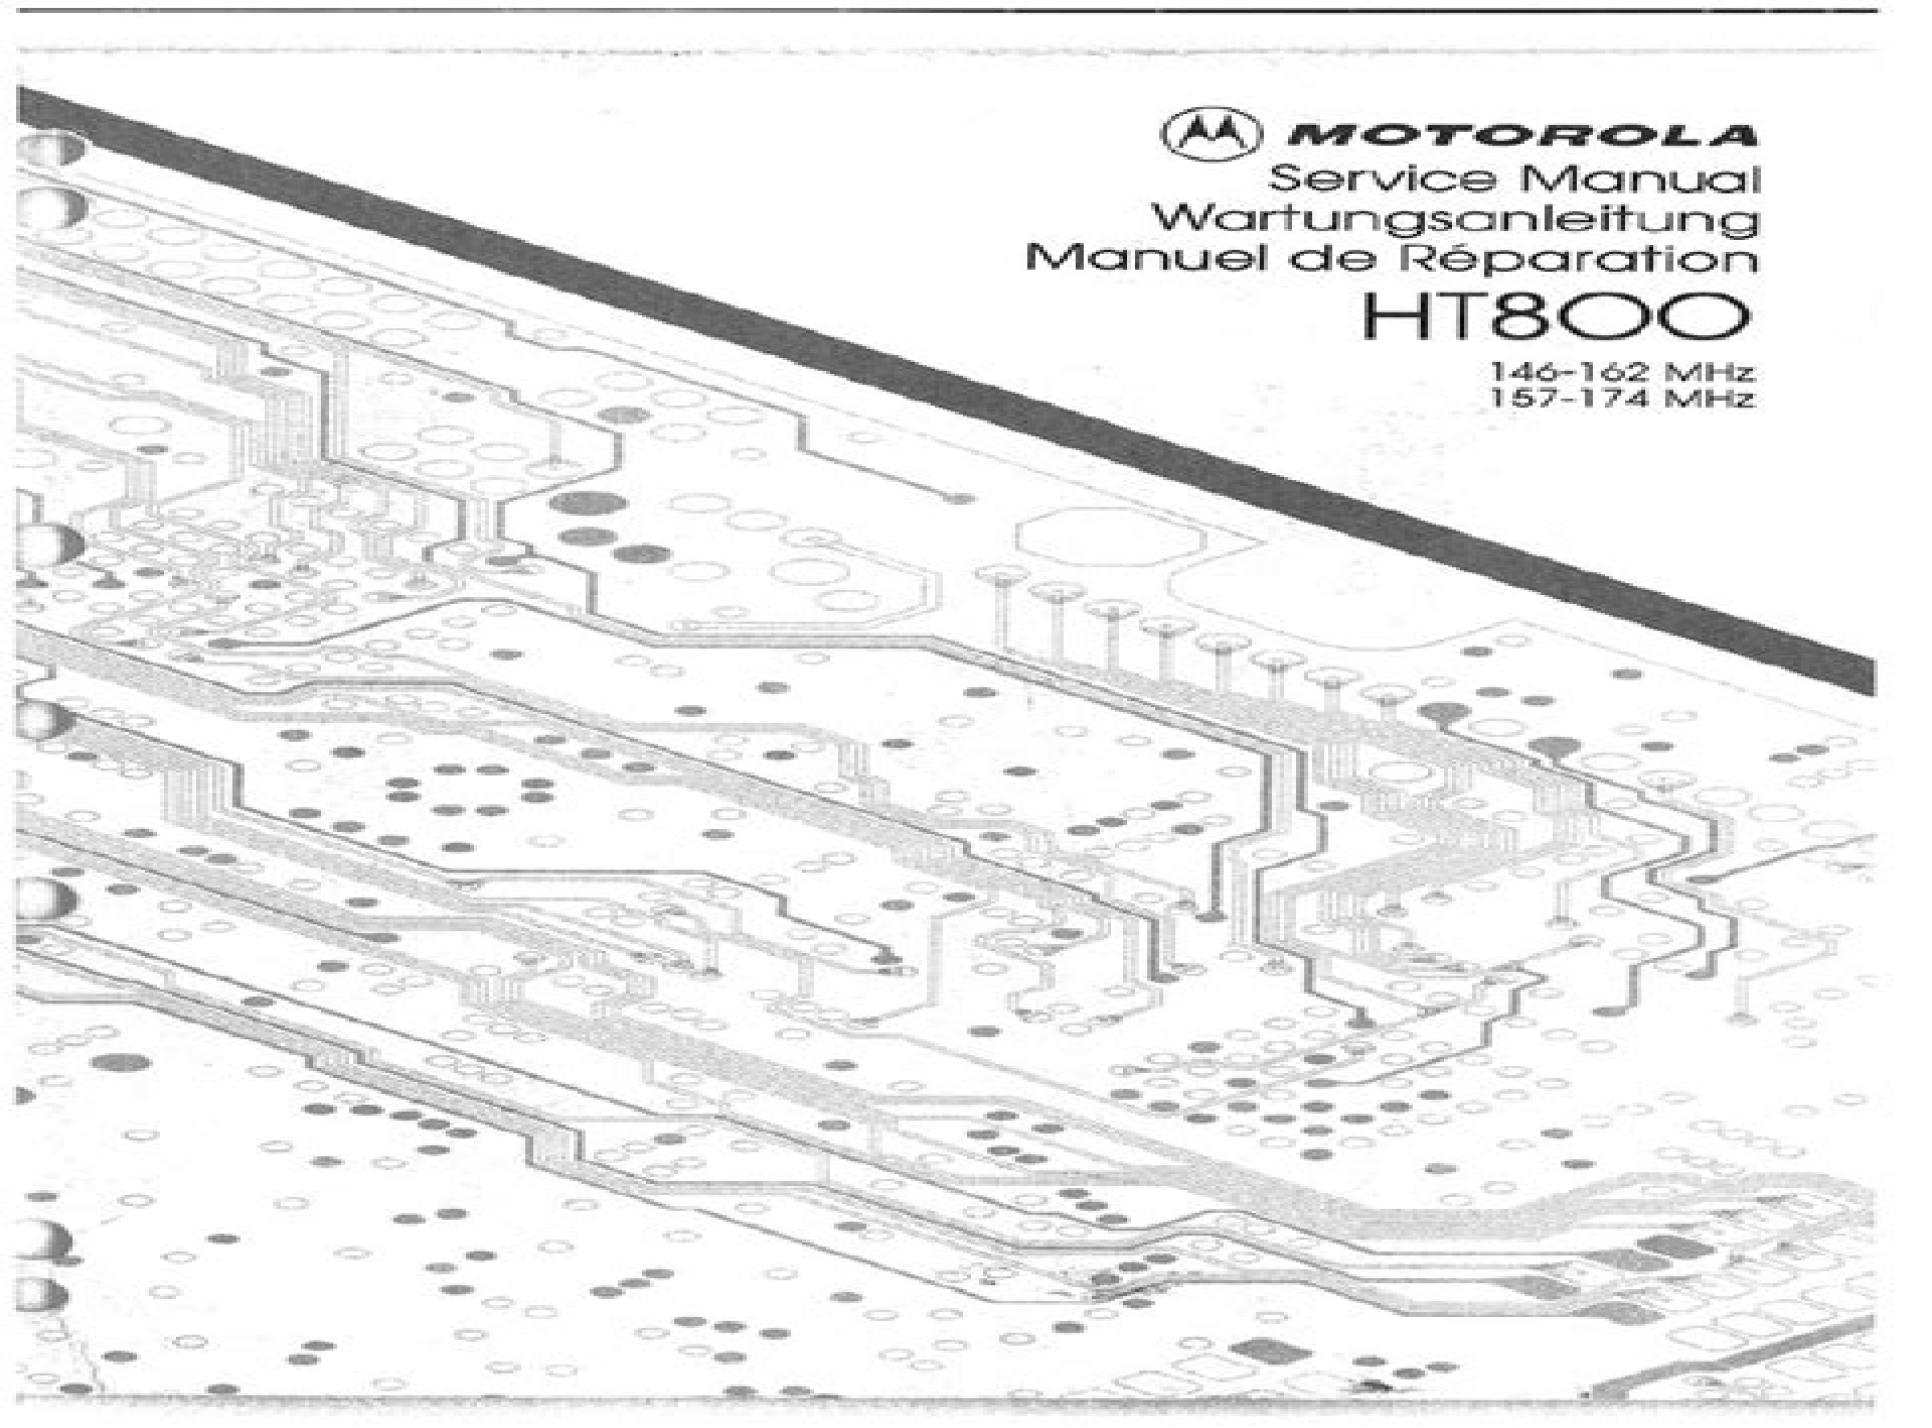 MOTOROLA
Service Manual
Wartungsanleitung
Manuel de Réparation
HT800
146-162 MHz
157-174 MHz